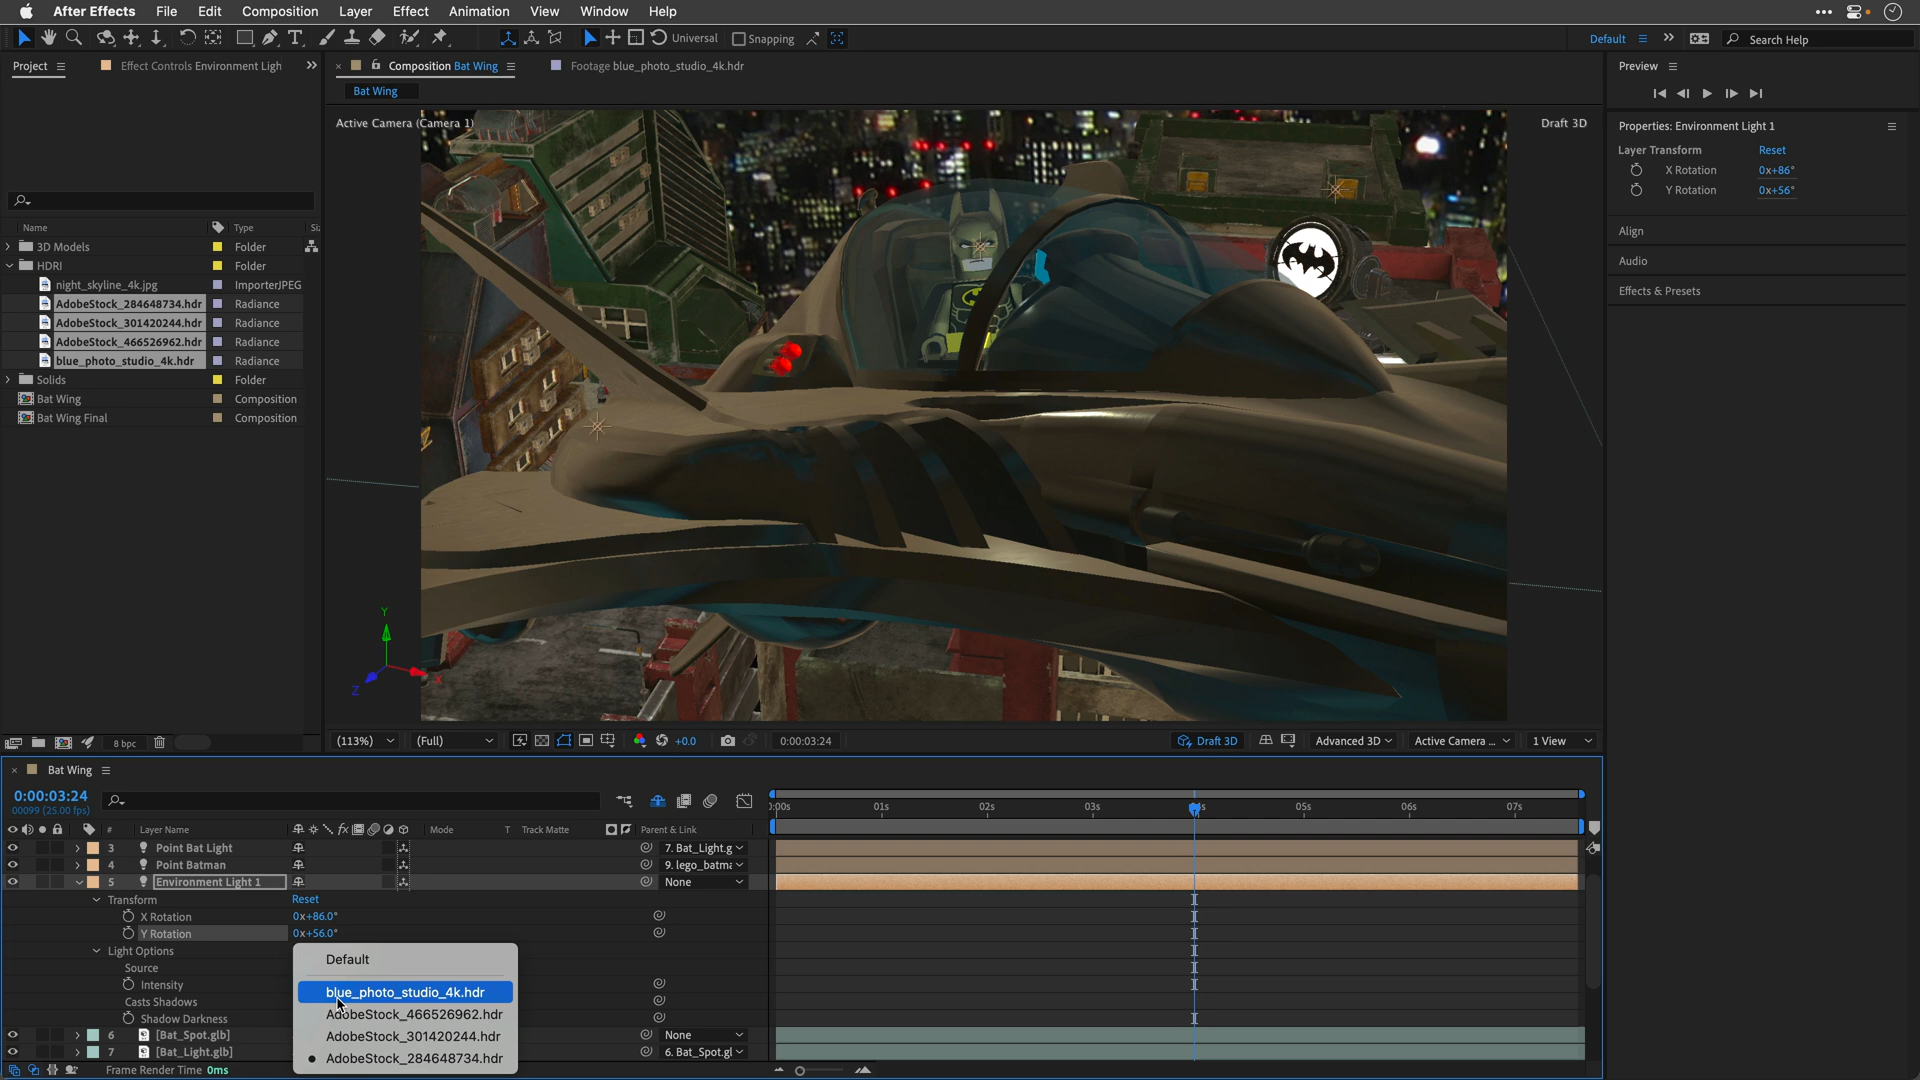 After Effects File Edit Composition Layer Effect Animation View Window Help
Universal Snapping Default Search Help
Project Effect Controls Environment Ligh Composition Bat Wing Footage blue_photo_studio_4k.hdr Preview
Bat Wing
Active Camera (Camera 1) Draft 3D
Properties: Environment Light 1
Layer Transform Reset
X Rotation 0x+86°
Y Rotation 0x+56°
Align
Audio
Effects & Presets
Name Type Si
3D Models Folder
HDRI Folder
night_skyline_4k.jpg ImporterJPEG
AdobeStock_284648734.hdr Radiance
AdobeStock_301420244.hdr Radiance
AdobeStock_466526962.hdr Radiance
blue_photo_studio_4k.hdr Radiance
Solids Folder
Bat Wing Composition
Bat Wing Final Composition
Y
X
Z
8 bpc (113%) (Full) +0.0 0:00:03:24 Draft 3D Advanced 3D Active Camera ... 1 View
Bat Wing
0:00:03:24
00099 (25.00 fps)
01s 02s 03s 05s 06s 07s
# Layer Name Mode T Track Matte Parent & Link
3 Point Bat Light 7. Bat_Light.g
4 Point Batman 9. lego_batma
5 Environment Light 1 None
Transform Reset
X Rotation 0x+86.0°
Y Rotation 0x+56.0°
Light Options
Source
Intensity
Casts Shadows
Shadow Darkness
6 [Bat_Spot.glb] None
7 [Bat_Light.glb] 6. Bat_Spot.gl
Default
blue_photo_studio_4k.hdr
AdobeStock_466526962.hdr
AdobeStock_301420244.hdr
AdobeStock_284648734.hdr
Frame Render Time 0ms